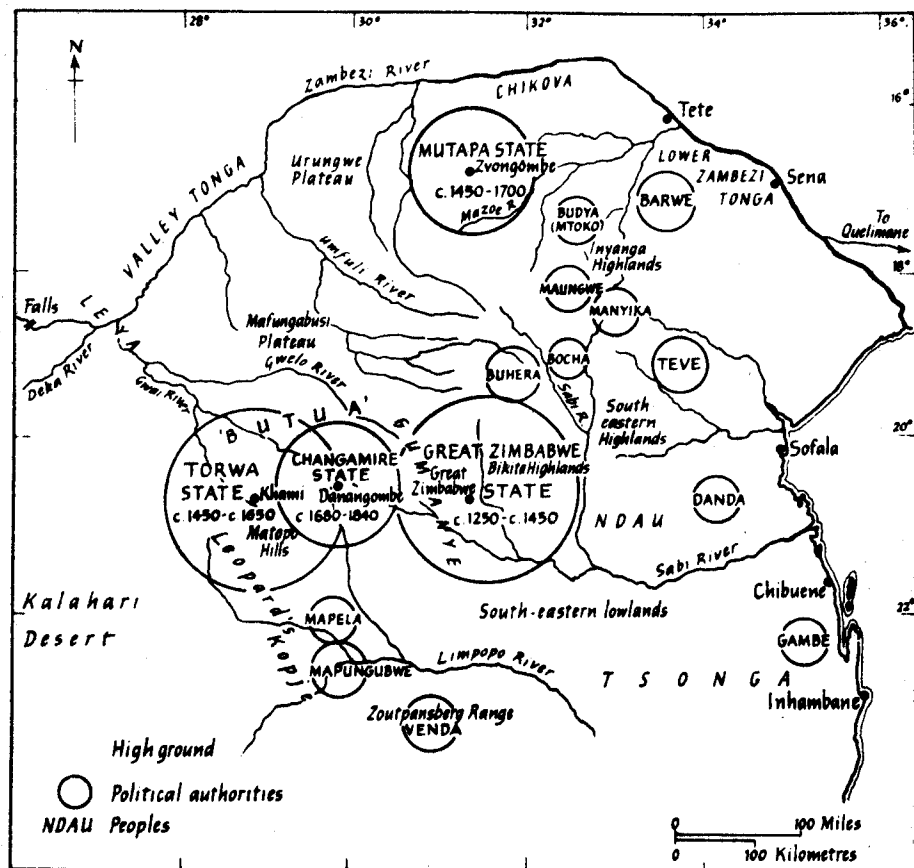 28°
30°
32°
34°
36°
N
Zambezi River
CHIKOVA
16°
Tete
MUTAPA STATE
Zvongombe
c. 1450-1700
Mazoe R.
Urungwe
Plateau
LOWER
ZAMBEZI
TONGA
Sena
BARWE
BUDYA
(MTOKO)
To
Quelimane
VALLEY TONGA
Inyanga
Highlands
18°
Umfuli River
MAUNGWE
MANYIKA
Falls
LEYA
Deka River
Mafungabusi
Plateau
Gwelo River
Gwai River
BUHERA
BOCHA
TEVE
Sabi R.
South
eastern
Highlands
20°
Sofala
'BUTUA'
GUMANYE
TORWA
STATE
Khami
c. 1450-c 1650
Matopo
Hills
CHANGAMIRE
STATE
Danangombe
c 1680-1840
GREAT ZIMBABWE
Bikita Highlands
Great
Zimbabwe
STATE
c. 1250-c. 1450
DANDA
NDAU
Sabi River
Chibuene
22°
Kalahari
Desert
Leopard's Kopje
South-eastern lowlands
MAPELA
MAPUNGUBWE
Limpopo River
GAMBE
TSONGA
Inhambane
Zoutpansberg Range
VENDA
High ground
Political authorities
NDAU Peoples
0 100 Miles
0 100 Kilometres